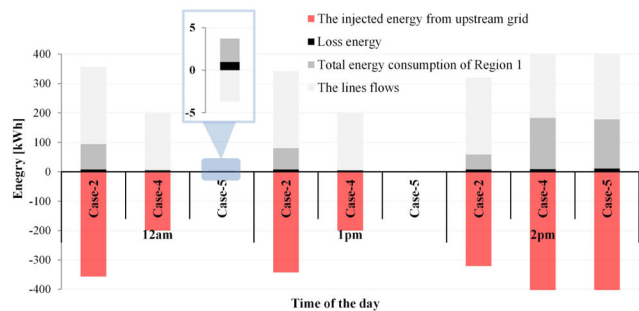 The injected energy from upstream grid
Loss energy
Total energy consumption of Region 1
The lines flows
5
0
-5
Enegry [kWh]
400
300
200
100
0
-100
-200
-300
-400
Case-2
Case-4
Case-5
Case-2
Case-4
Case-5
Case-2
Case-4
Case-5
12am
1pm
2pm
Time of the day